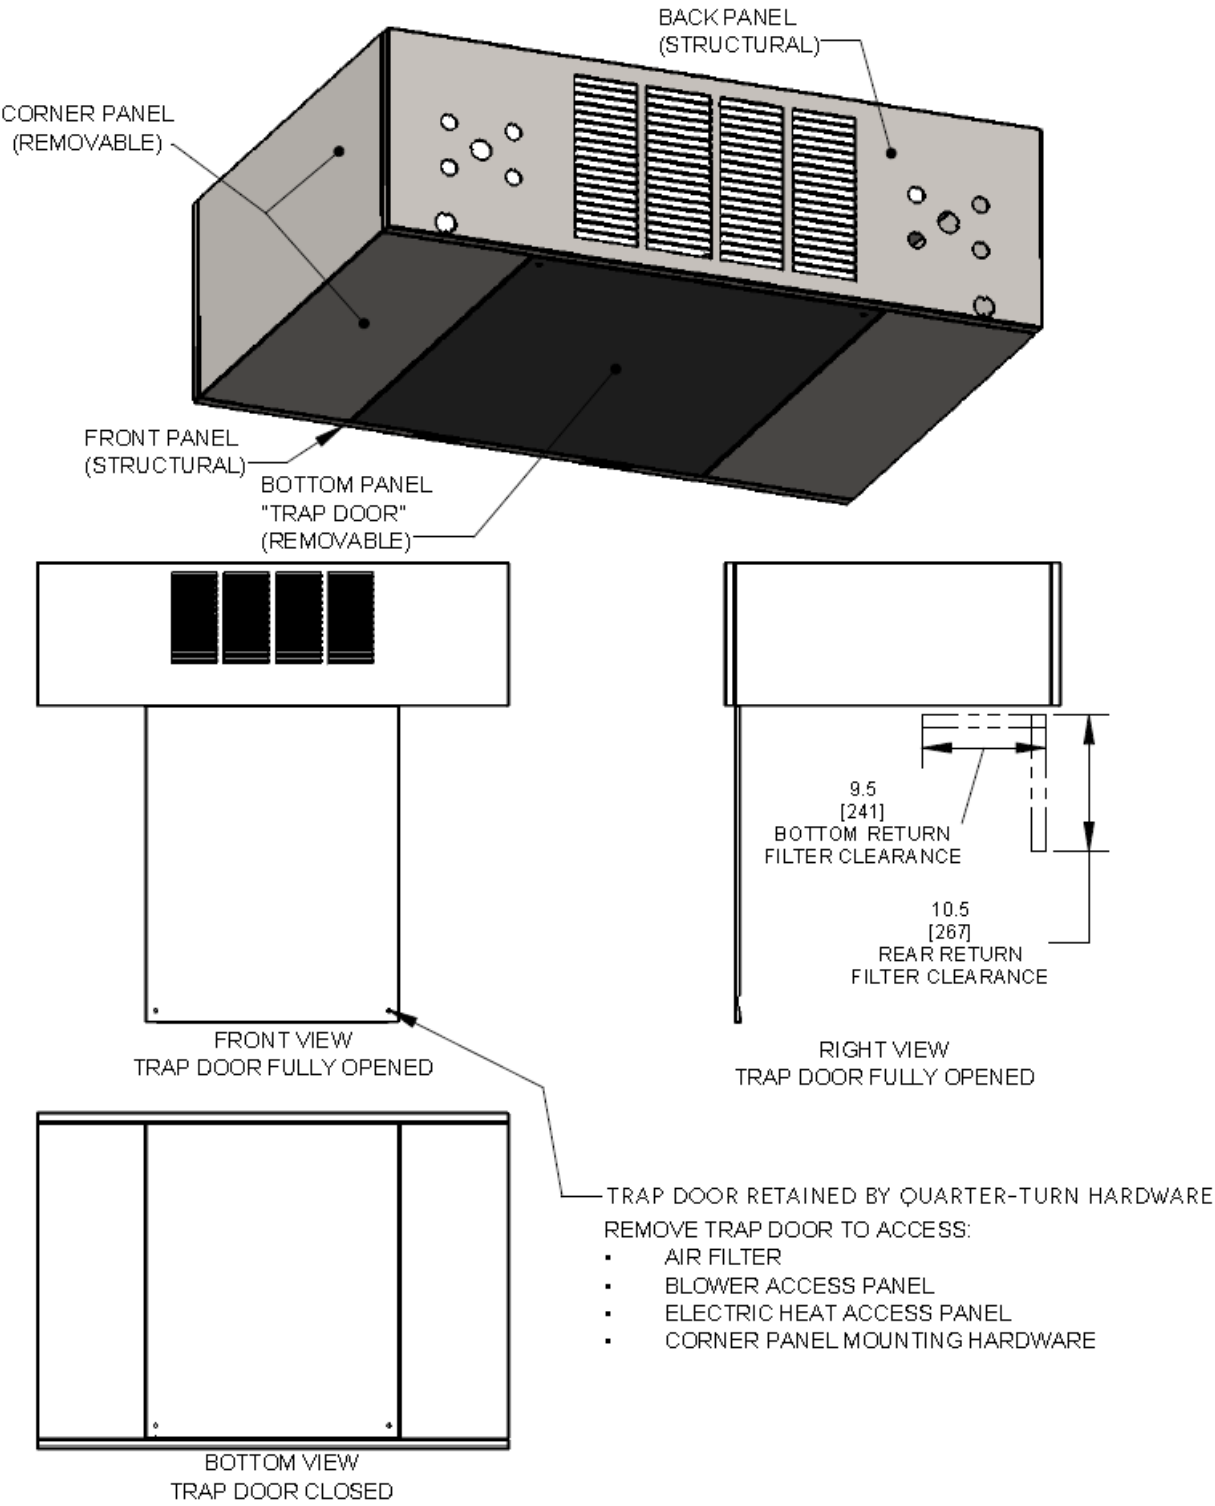 BACK PANEL
(STRUCTURAL)
CORNER PANEL
(REMOVABLE)
FRONT PANEL
(STRUCTURAL)
BOTTOM PANEL
"TRAP DOOR"
(REMOVABLE)
9.5
[241]
BOTTOM RETURN
FILTER CLEARANCE
10.5
[267]
REAR RETURN
FILTER CLEARANCE
FRONT VIEW
TRAP DOOR FULLY OPENED
RIGHT VIEW
TRAP DOOR FULLY OPENED
TRAP DOOR RETAINED BY QUARTER-TURN HARDWARE
REMOVE TRAP DOOR TO ACCESS:
▪ AIR FILTER
▪ BLOWER ACCESS PANEL
▪ ELECTRIC HEAT ACCESS PANEL
▪ CORNER PANEL MOUNTING HARDWARE
BOTTOM VIEW
TRAP DOOR CLOSED